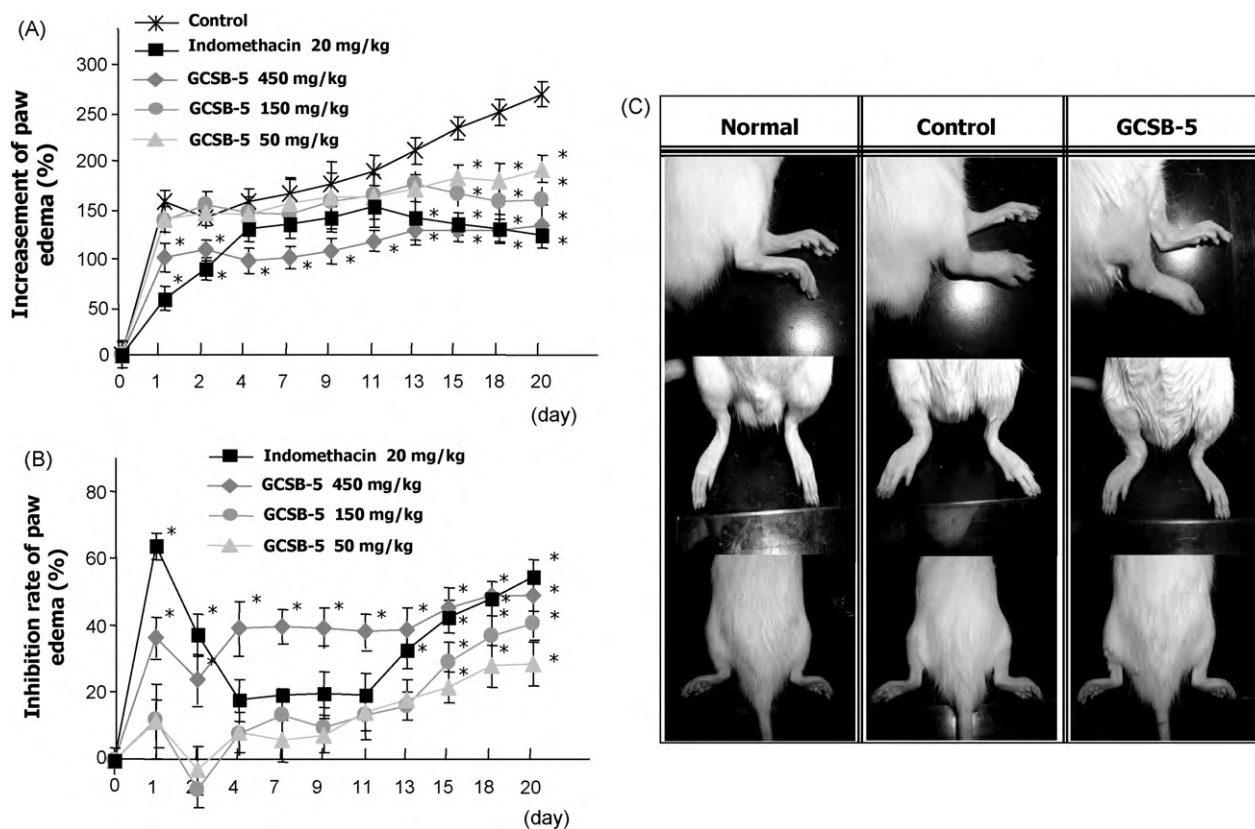 (A)
Control
Indomethacin 20 mg/kg
GCSB-5 450 mg/kg
GCSB-5 150 mg/kg
GCSB-5 50 mg/kg
Increasement of paw
edema (%)
300
250
200
150
100
50
0
0 1 2 4 7 9 11 13 15 18 20
(day)
* * * * * * * * * * * * * * * * * * * * * *
(B)
Indomethacin 20 mg/kg
GCSB-5 450 mg/kg
GCSB-5 150 mg/kg
GCSB-5 50 mg/kg
Inhibition rate of paw
edema (%)
80
60
40
20
0
0 1 2 4 7 9 11 13 15 18 20
(day)
* * * * * * * * * * * * * * * * * * * * * *
(C)
Normal Control GCSB-5